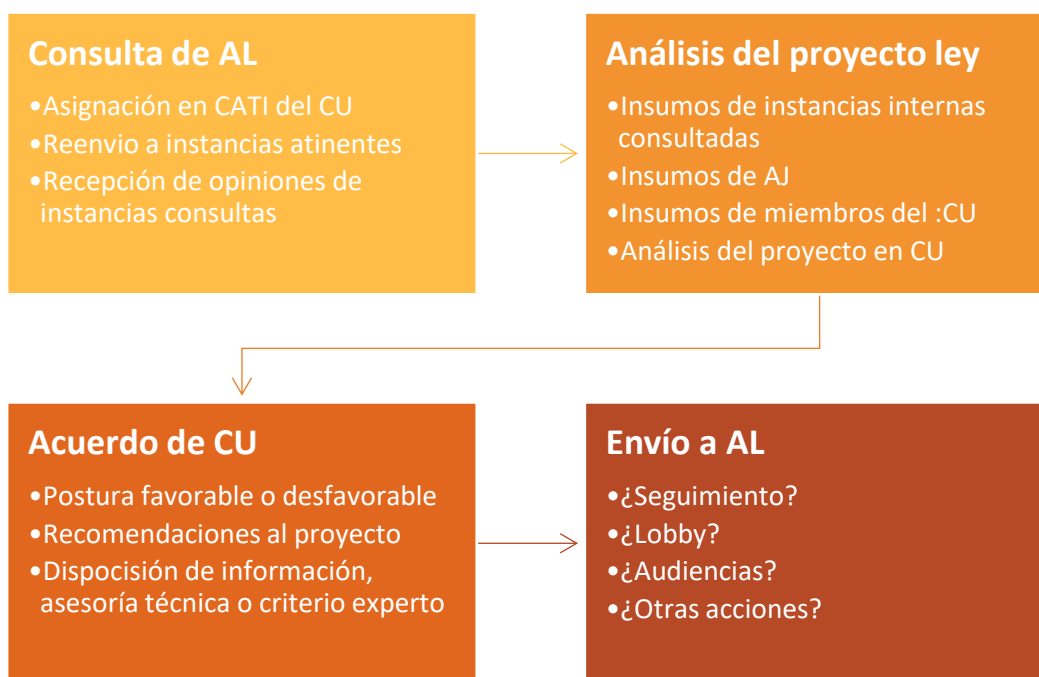 Consulta de AL
•Asignación en CATI del CU
•Reenvio a instancias atinentes
•Recepción de opiniones de
instancias consultas
Análisis del proyecto ley
•Insumos de instancias internas
consultadas
•Insumos de AJ
•Insumos de miembros del :CU
•Análisis del proyecto en CU
Acuerdo de CU
•Postura favorable o desfavorable
•Recomendaciones al proyecto
•Dispocisión de información,
asesoría técnica o criterio experto
Envío a AL
•¿Seguimiento?
•¿Lobby?
•¿Audiencias?
•¿Otras acciones?